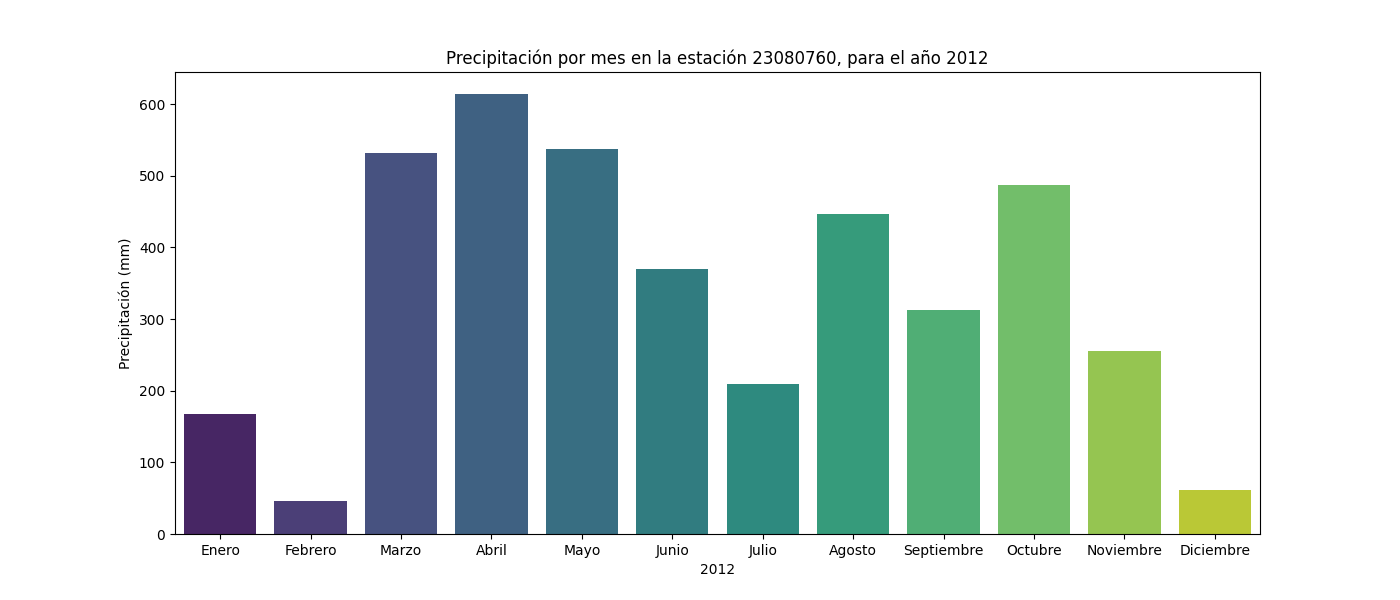 Precipitación por mes en la estación 23080760, para el año 2012
Precipitación (mm)
600
500
400
300
200
100
0
Enero Febrero Marzo Abril Mayo Junio Julio Agosto Septiembre Octubre Noviembre Diciembre
2012